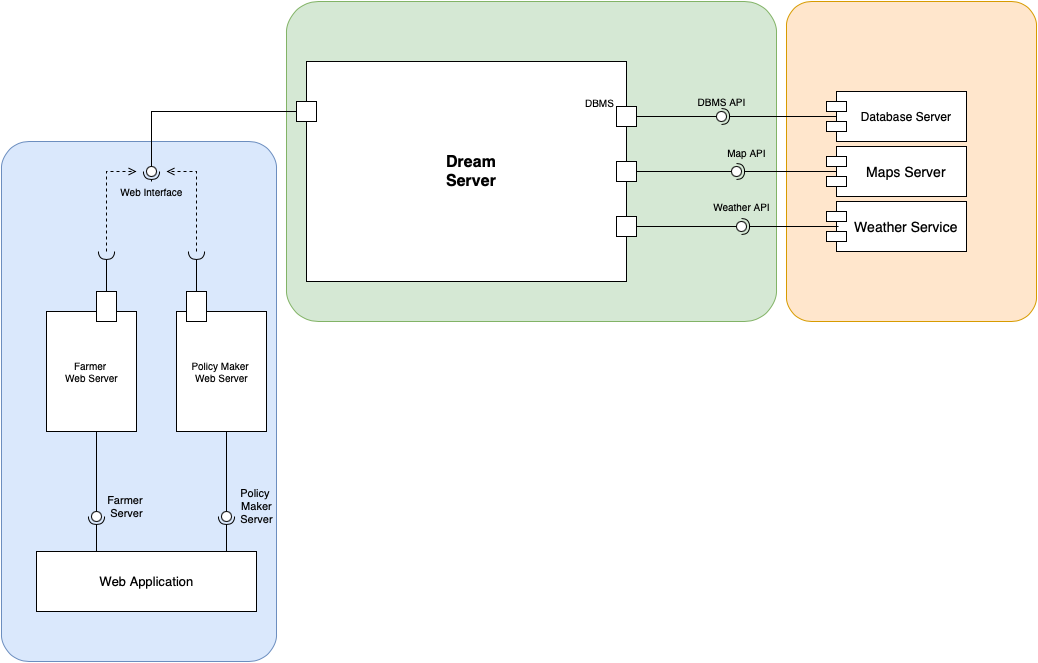 DBMS
DBMS API
Database Server
Dream
Server
Map API
Maps Server
Web Interface
Weather API
Weather Service
Farmer
Web Server
Policy Maker
Web Server
Farmer
Server
Policy
Maker
Server
Web Application